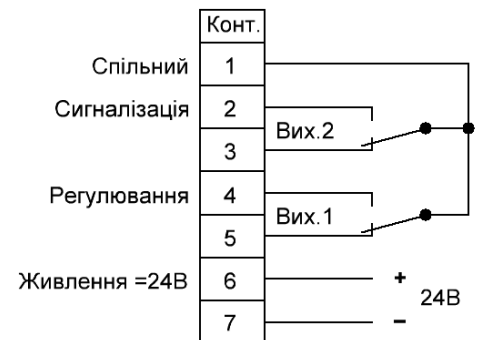 Конт.
Спільний 1
Сигналізація 2
Вих.2
3
Регулювання 4
Вих.1
5
Живлення =24В 6 +
24В
7 −